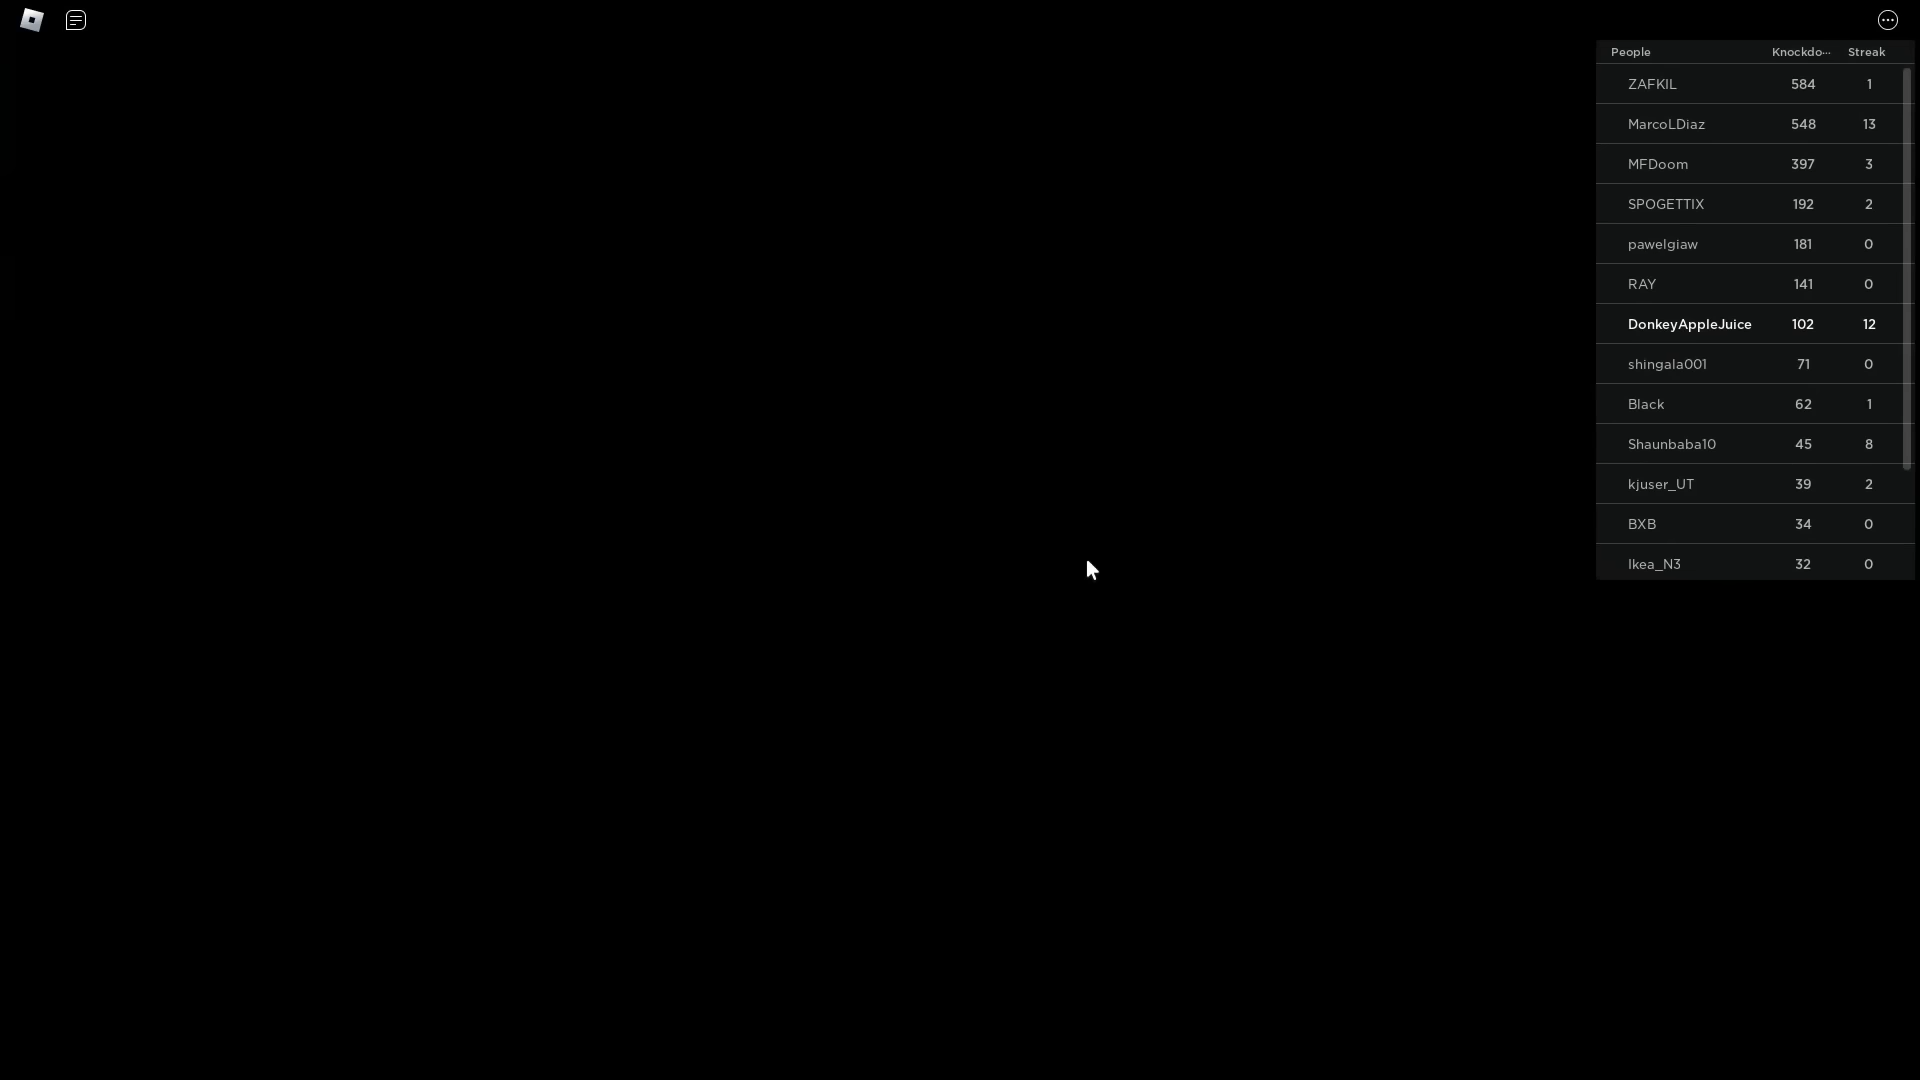 People Knockdo... Streak
ZAFKIL 584 1
MarcoLDiaz 548 13
MFDoom 397 3
SPOGETTIX 192 2
pawelgiaw 181 0
RAY 141 0
DonkeyAppleJuice 102 12
shingala001 71 0
Black 62 1
Shaunbaba10 45 8
kjuser_UT 39 2
BXB 34 0
Ikea_N3 32 0